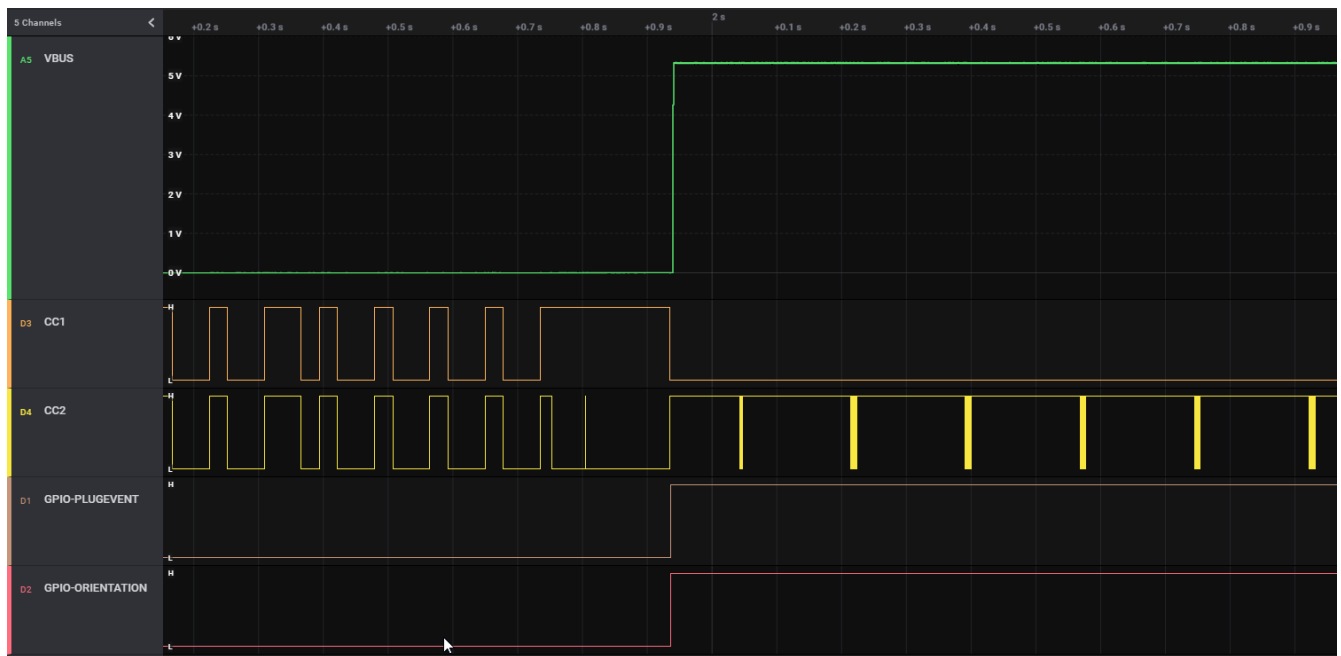 5 Channels
2 s
+0.2 s +0.3 s +0.4 s +0.5 s +0.6 s +0.7 s +0.8 s +0.9 s +0.1 s +0.2 s +0.3 s +0.4 s +0.5 s +0.6 s +0.7 s +0.8 s +0.9 s
A5 VBUS
5 V
4 V
3 V
2 V
1 V
0 V
H
D3 CC1
L
H
D4 CC2
L
H
D1 GPIO-PLUGEVENT
L
H
D2 GPIO-ORIENTATION
L